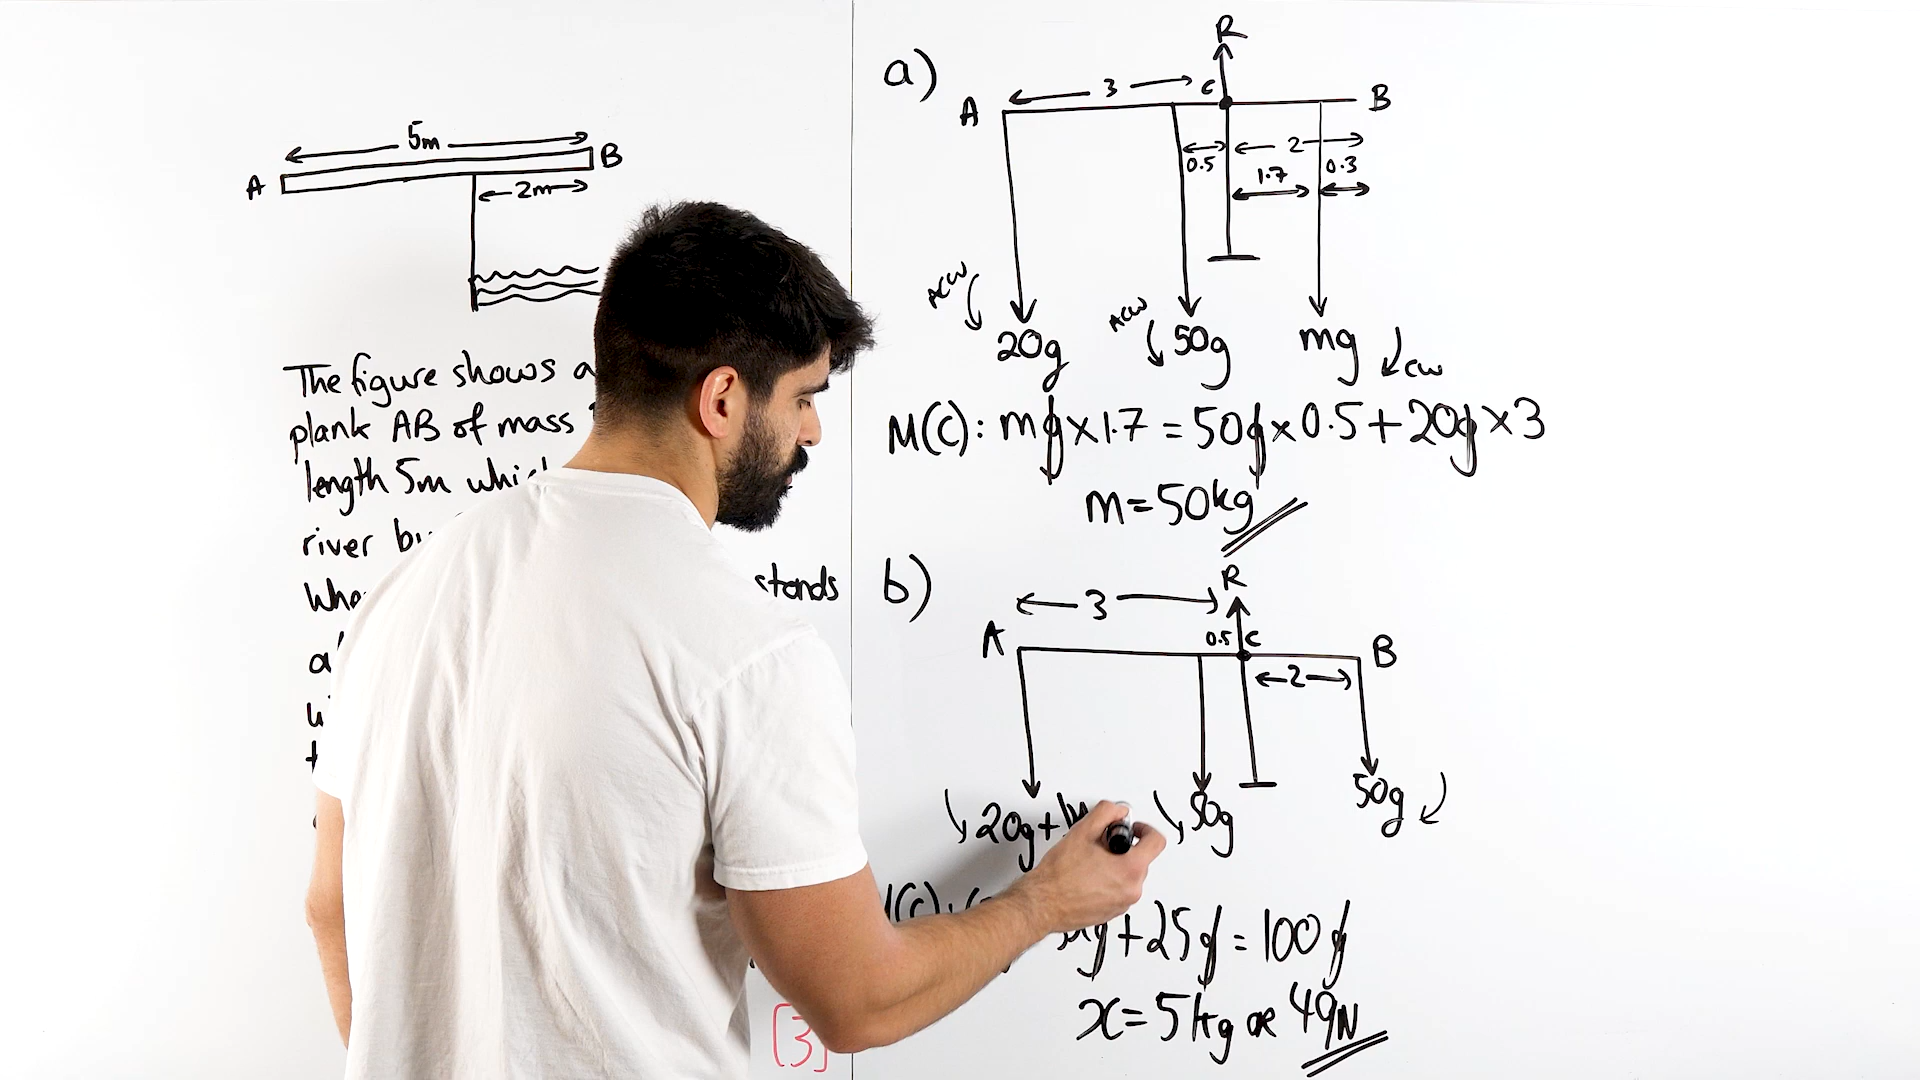 5m
A
B
2m
The figure shows a
plank AB of mass
length 5m whi
river b
Whe
stands
[3]
a)
R
A
3
C
B
0.5
2
1.7
0.3
ACW
ACW
20g
50g
mg
CW
M(C): mg×1.7 = 50g×0.5 + 20g×3
m=50kg
b)
R
3
A
0.5
C
B
2
20g+
50g
50g
(C):
g+25g=100g
x=5kg or 49N